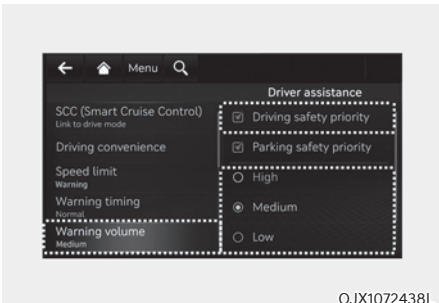 Menu
Driver assistance
SCC (Smart Cruise Control)
Link to drive mode
Driving convenience
Speed limit
Warning
Warning timing
Normal
Warning volume
Medium
Driving safety priority
Parking safety priority
High
Medium
Low
OJX1072438L